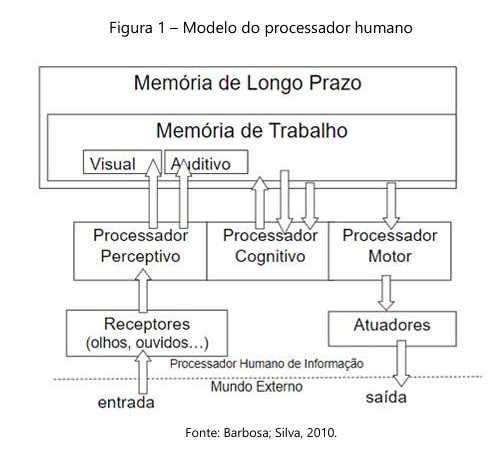 Figura 1 – Modelo do processador humano
Memória de Longo Prazo
Memória de Trabalho
Visual
Auditivo
Processador
Perceptivo
Processador
Cognitivo
Processador
Motor
Receptores
(olhos, ouvidos…)
Atuadores
Processador Humano de Informação
Mundo Externo
entrada
saída
Fonte: Barbosa; Silva, 2010.